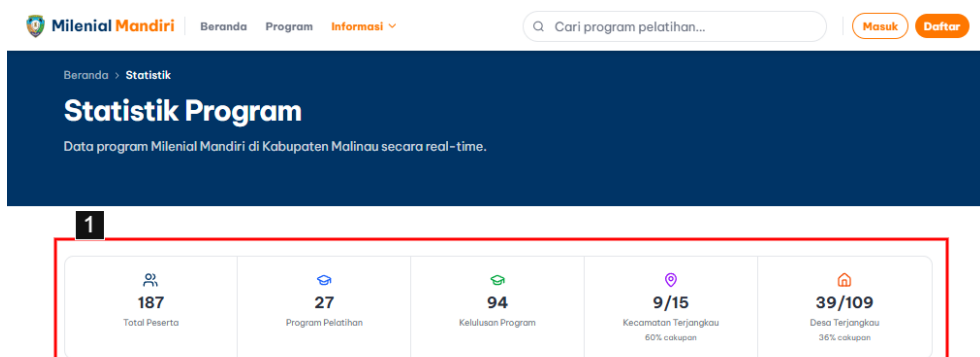 Milenial Mandiri Beranda Program Informasi Cari program pelatihan... Masuk Daftar
Beranda > Statistik
Statistik Program
Data program Milenial Mandiri di Kabupaten Malinau secara real-time.
1
187 27 94 9/15 39/109
Total Peserta Program Pelatihan Kelulusan Program Kecamatan Terjangkau Desa Terjangkau
60% cakupan 36% cakupan